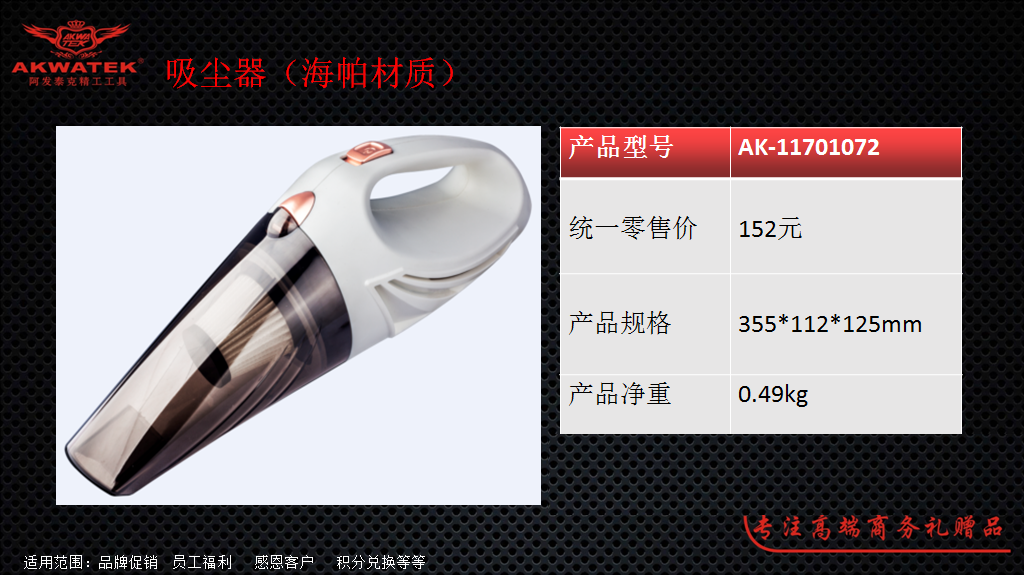 AKWA
TEK
AKWATEK®
阿发泰克精工工具
吸尘器（海帕材质）
产品型号 AK-11701072
统一零售价 152元
产品规格 355*112*125mm
产品净重 0.49kg
专注高端商务礼赠品
适用范围：品牌促销 员工福利 感恩客户 积分兑换等等